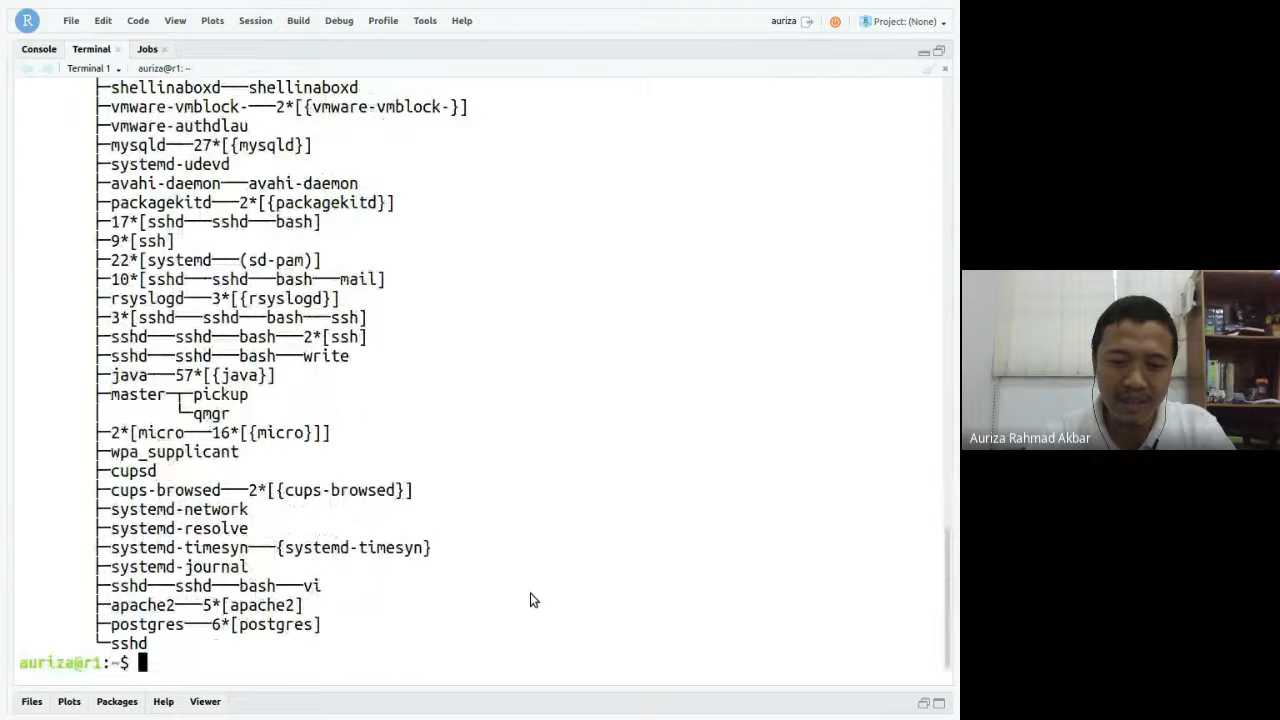 R File Edit Code View Plots Session Build Debug Profile Tools Help auriza R Project: (None)
Console Terminal × Jobs ×
Terminal 1 auriza@r1: ~
├─shellinaboxd───shellinaboxd
├─vmware-vmblock-───2*[{vmware-vmblock-}]
├─vmware-authdlau
├─mysqld───27*[{mysqld}]
├─systemd-udevd
├─avahi-daemon───avahi-daemon
├─packagekitd───2*[{packagekitd}]
├─17*[sshd───sshd───bash]
├─9*[ssh]
├─22*[systemd───(sd-pam)]
├─10*[sshd───sshd───bash───mail]
├─rsyslogd───3*[{rsyslogd}]
├─3*[sshd───sshd───bash───ssh]
├─sshd───sshd───bash───2*[ssh]
├─sshd───sshd───bash───write
├─java───57*[{java}]
├─master─┬─pickup
│        └─qmgr
├─2*[micro───16*[{micro}]]
├─wpa_supplicant
├─cupsd
├─cups-browsed───2*[{cups-browsed}]
├─systemd-network
├─systemd-resolve
├─systemd-timesyn───{systemd-timesyn}
├─systemd-journal
├─sshd───sshd───bash───vi
├─apache2───5*[apache2]
├─postgres───6*[postgres]
└─sshd
auriza@r1:~$
Files Plots Packages Help Viewer
Auriza Rahmad Akbar